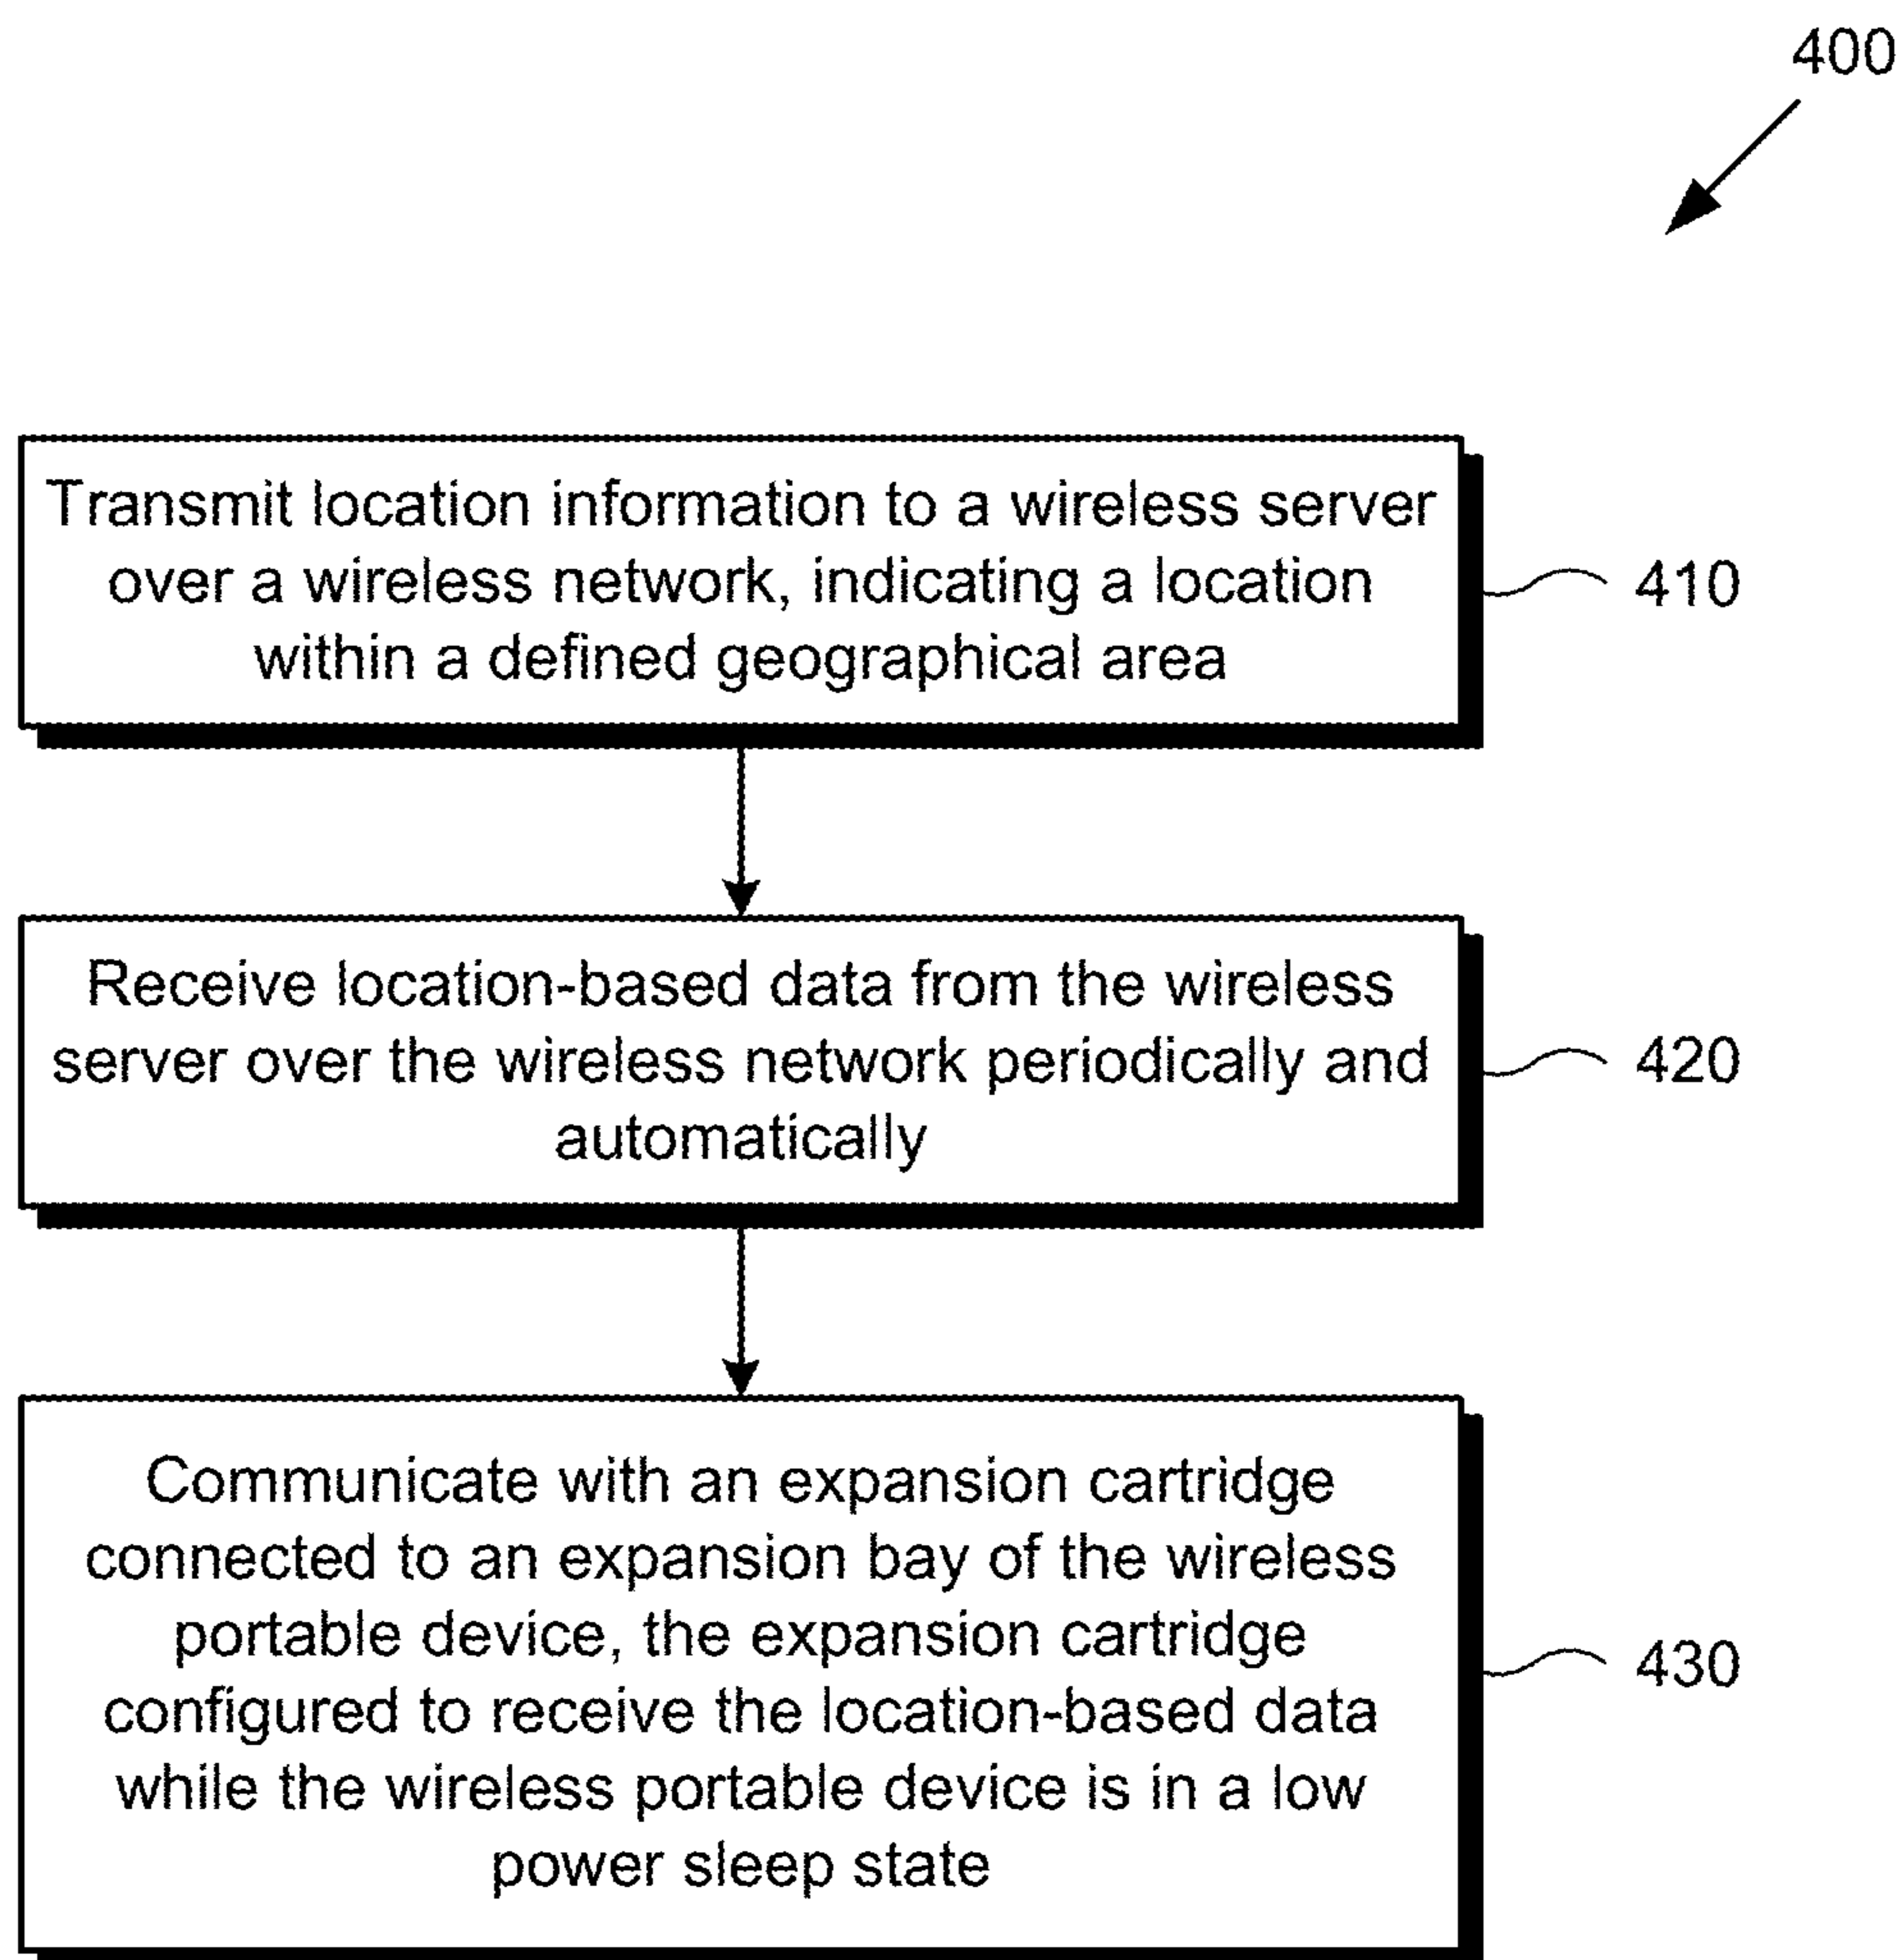 400
Transmit location information to a wireless server
over a wireless network, indicating a location
within a defined geographical area
410
Receive location-based data from the wireless
server over the wireless network periodically and
automatically
420
Communicate with an expansion cartridge
connected to an expansion bay of the wireless
portable device, the expansion cartridge
configured to receive the location-based data
while the wireless portable device is in a low
power sleep state
430